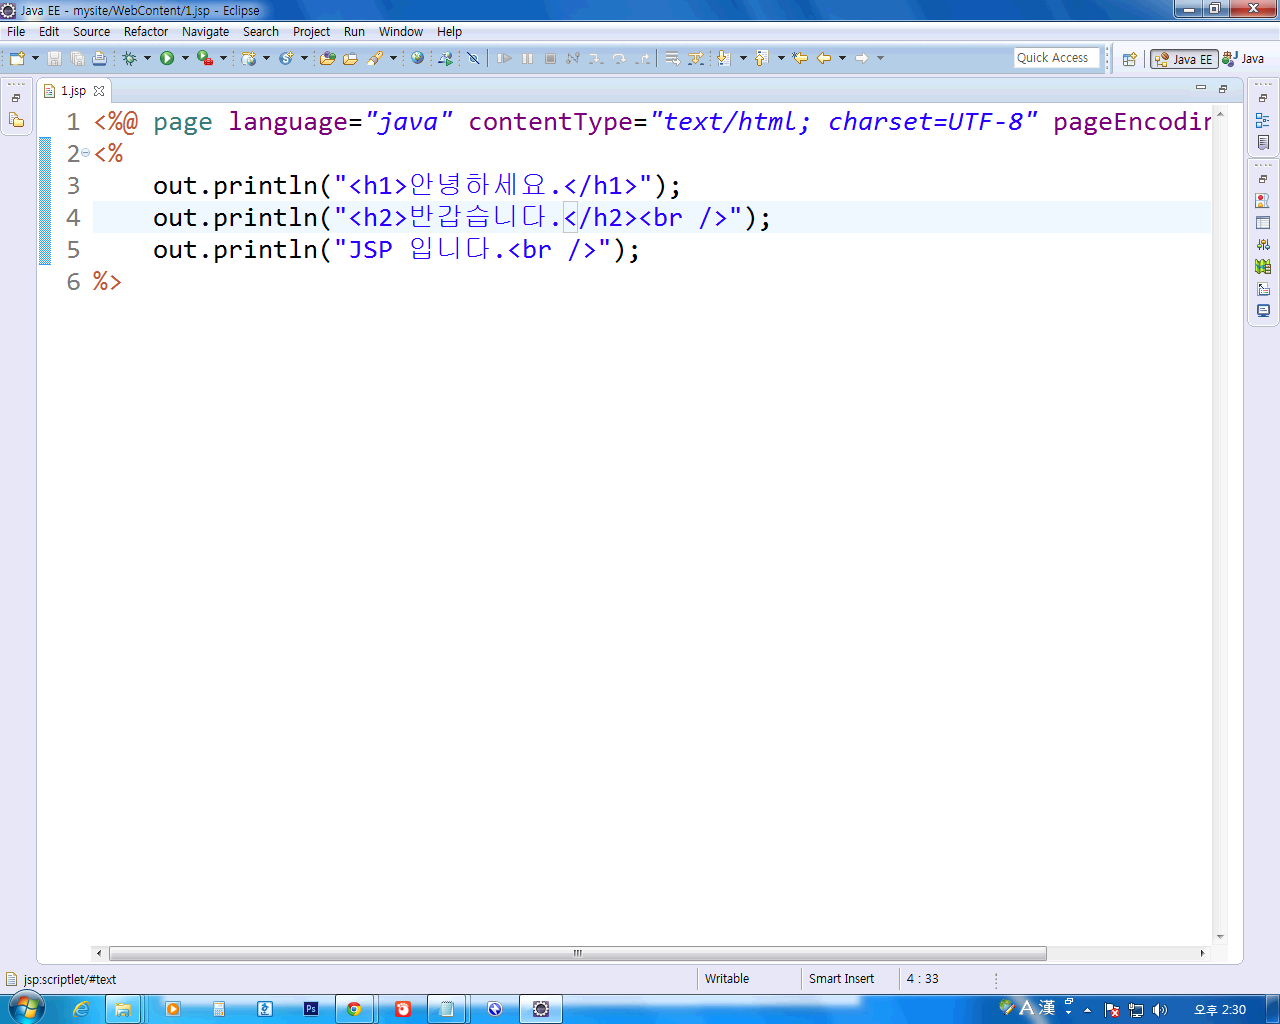 Java EE - mysite/WebContent/1.jsp - Eclipse
File Edit Source Refactor Navigate Search Project Run Window Help
Quick Access Java EE Java
1.jsp
1 <%@ page language="java" contentType="text/html; charset=UTF-8"
2 <%
3 out.println("<h1>안녕하세요.</h1>");
4 out.println("<h2>반갑습니다.</h2><br />");
5 out.println("JSP 입니다.<br />");
6 %>
jsp:scriptlet/#text Writable Smart Insert 4 : 33
Ps A 漢 오후 2:30